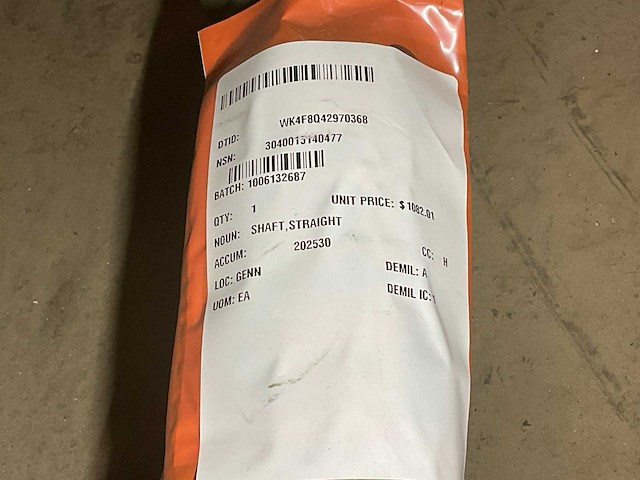 DTID: WK4F8Q42970368
NSN: 3040015140477
BATCH: 1006132687
QTY: 1 UNIT PRICE: $1082.01
NOUN: SHAFT,STRAIGHT
ACCUM: 202530 CC: H
LOC: GENN DEMIL: A
UOM: EA DEMIL IC: